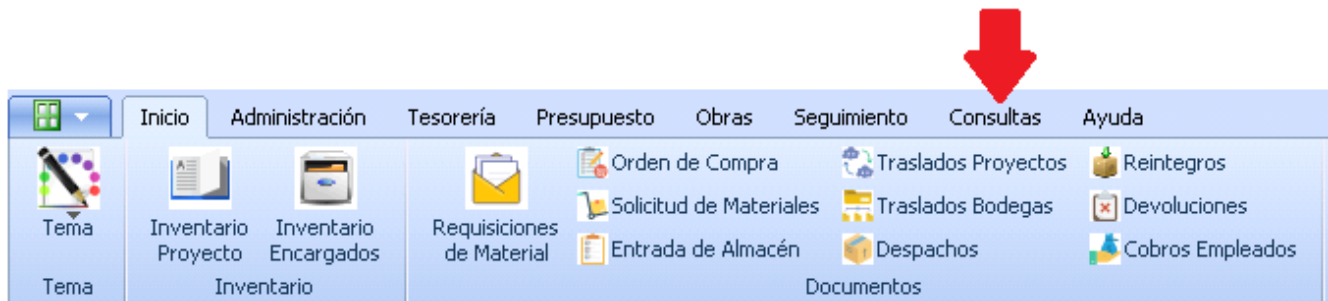 Inicio Administración Tesorería Presupuesto Obras Seguimiento Consultas Ayuda
Tema
Inventario Proyecto
Inventario Encargados
Requisiciones de Material
Orden de Compra
Solicitud de Materiales
Entrada de Almacén
Traslados Proyectos
Traslados Bodegas
Despachos
Reintegros
Devoluciones
Cobros Empleados
Tema Inventario Documentos